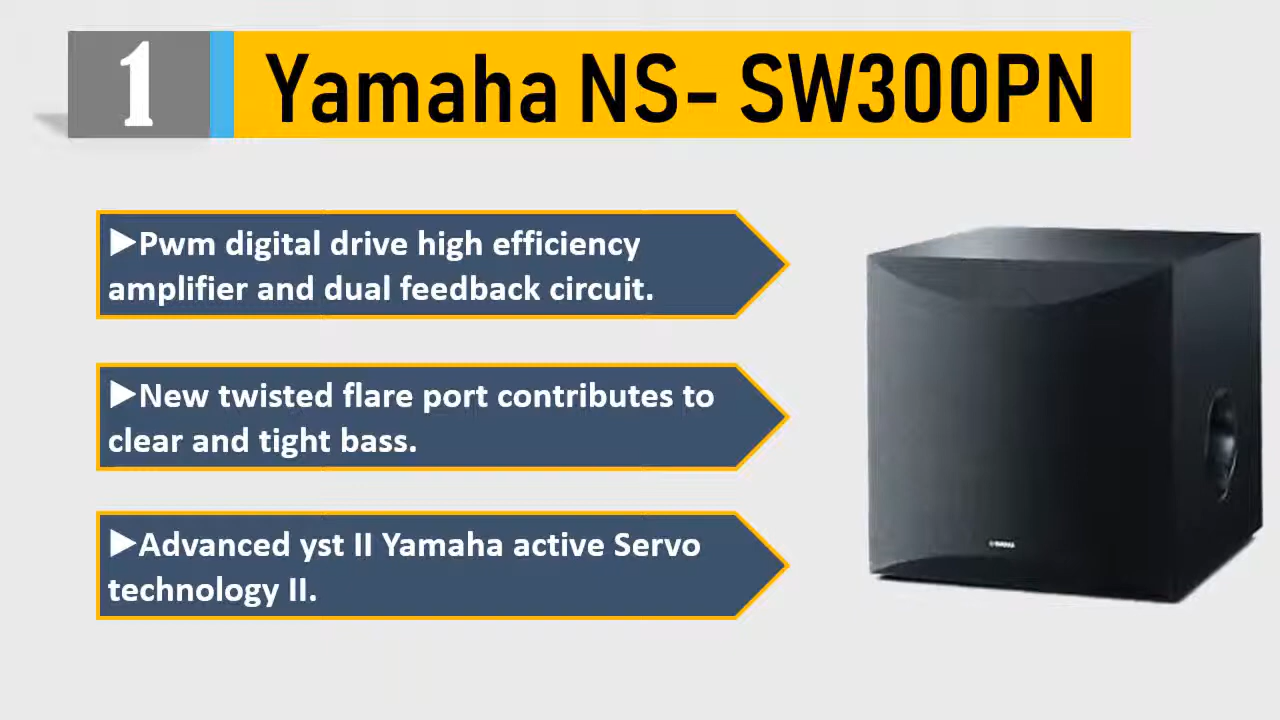 1
Yamaha NS- SW300PN
▶Pwm digital drive high efficiency
amplifier and dual feedback circuit.
▶New twisted flare port contributes to
clear and tight bass.
▶Advanced yst II Yamaha active Servo
technology II.
YAMAHA